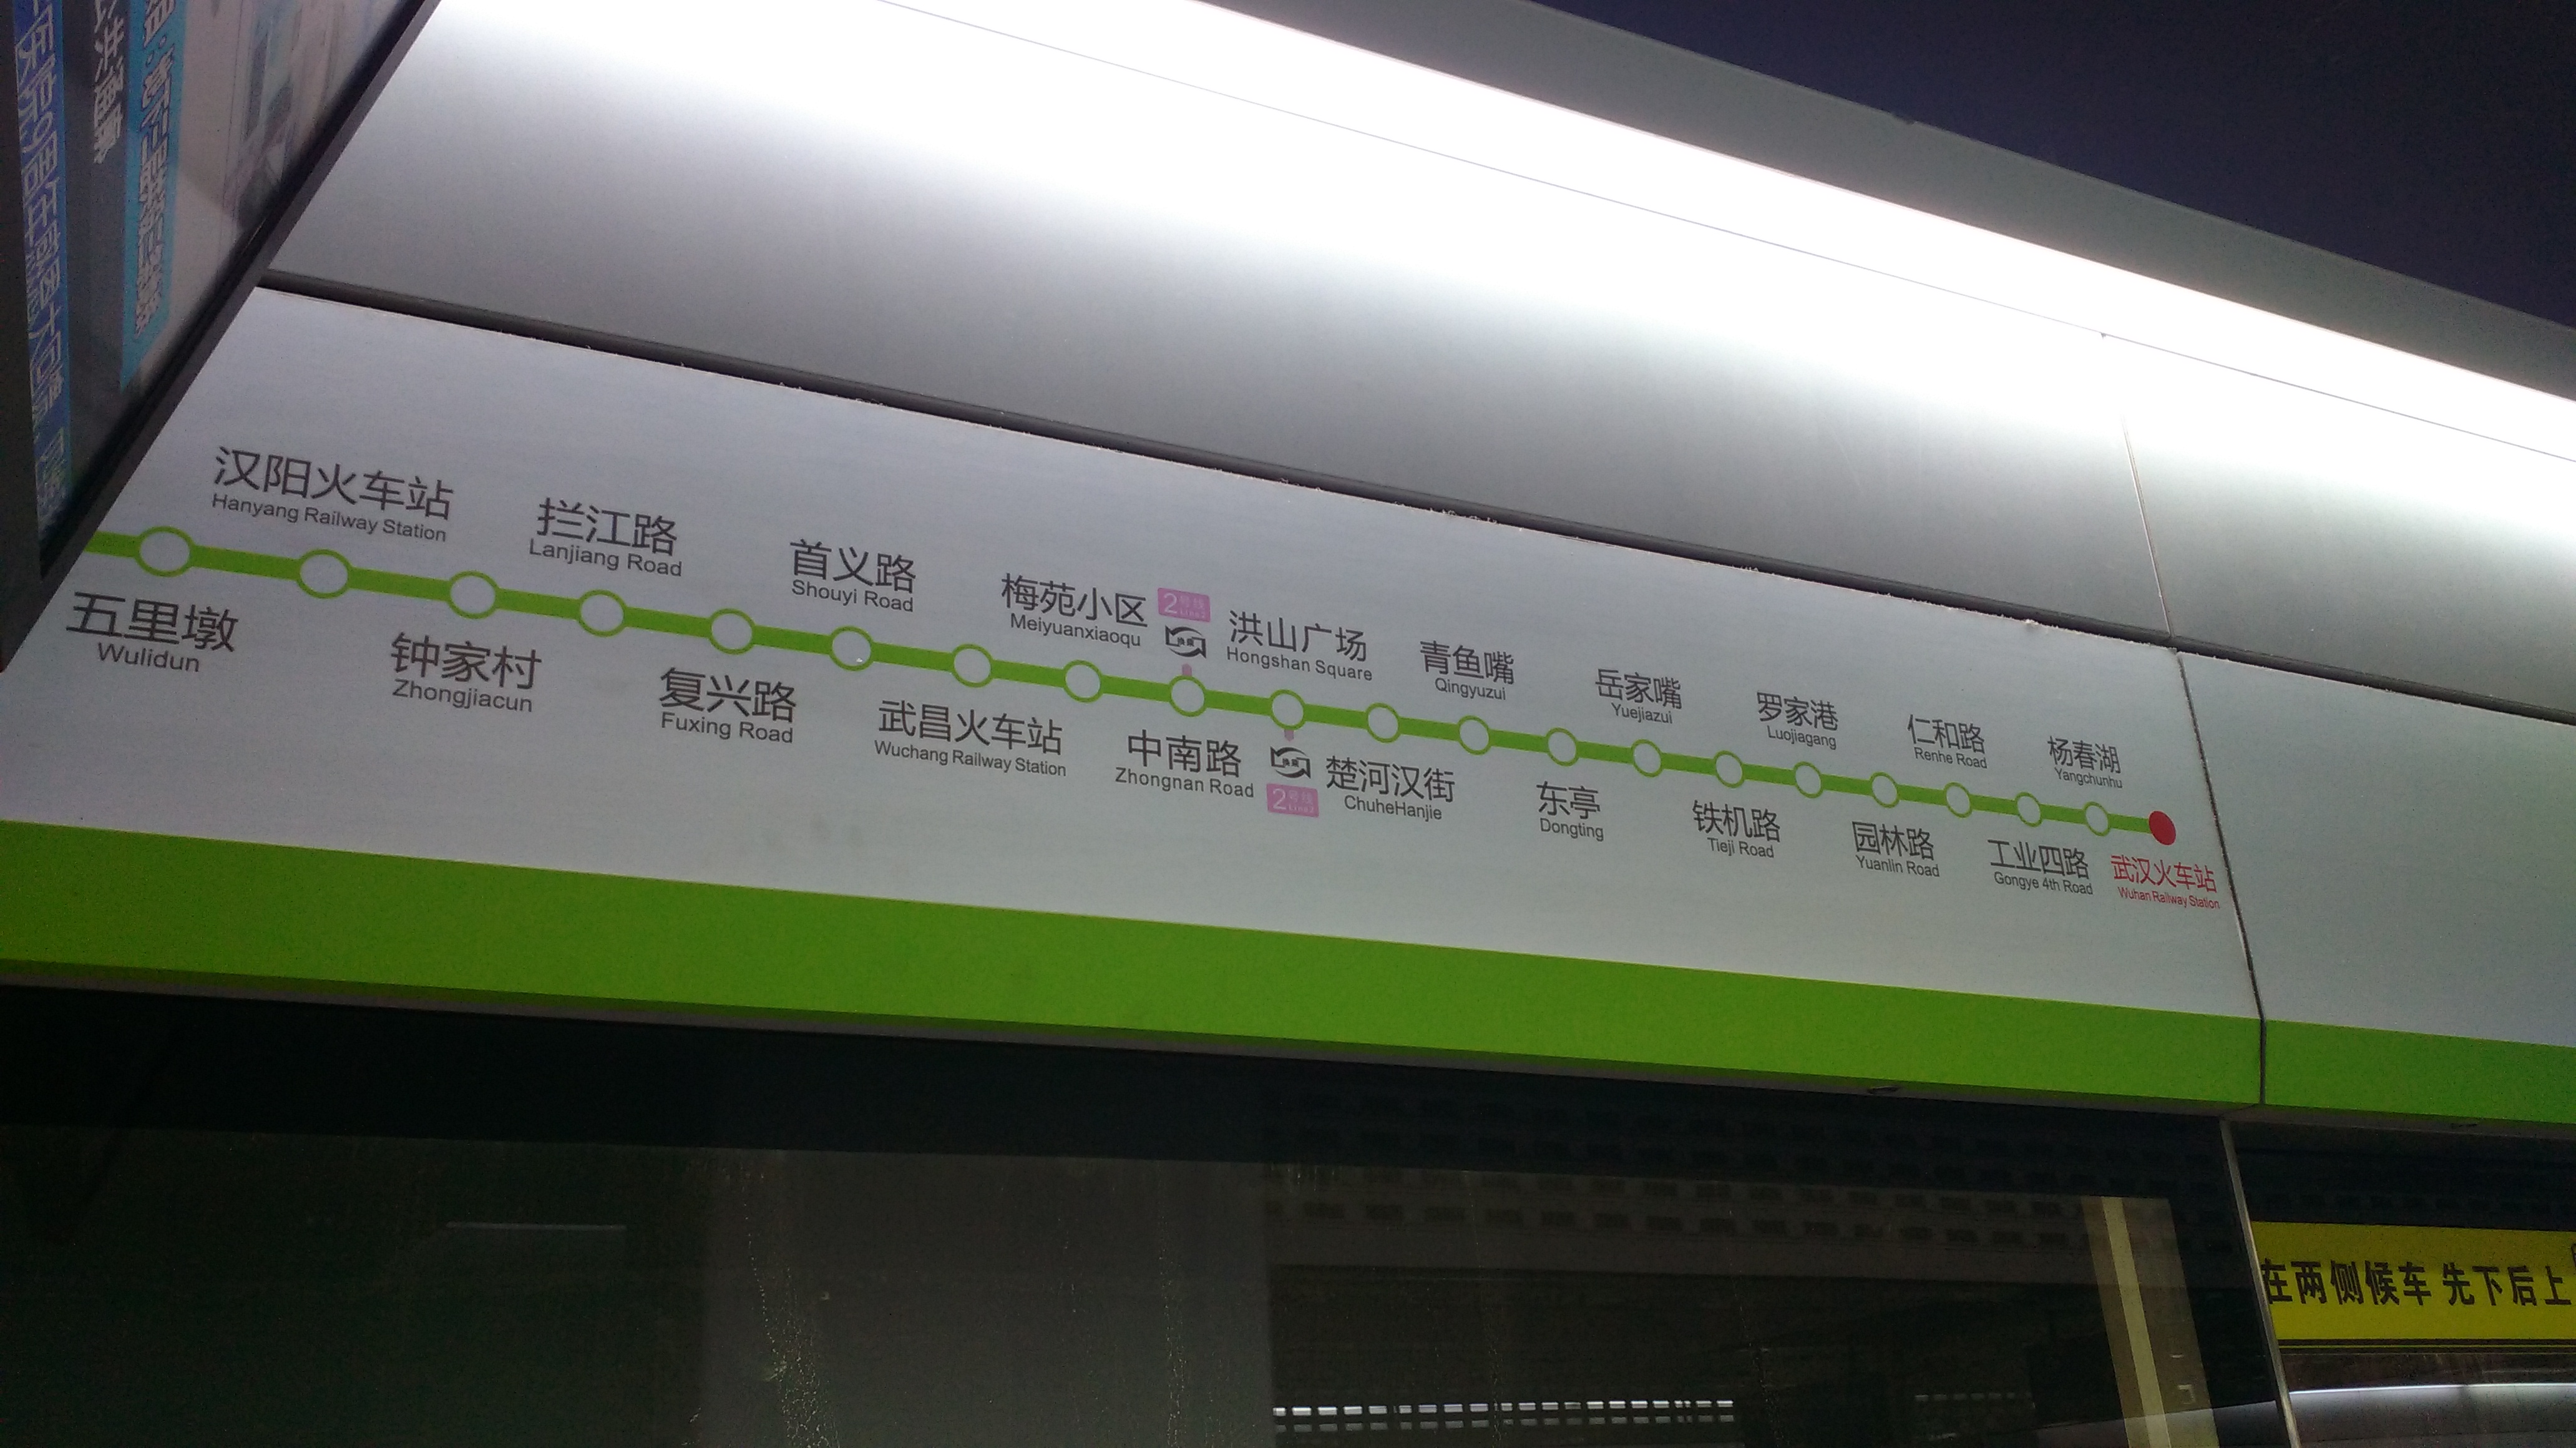 汉阳火车站
Hanyang Railway Station
拦江路
Lanjiang Road
首义路
Shouyi Road
梅苑小区
Meiyuanxiaoqu
2号线
Line2
洪山广场
Hongshan Square
青鱼嘴
Qingyuzui
岳家嘴
Yuejiazui
罗家港
Luojiagang
仁和路
Renhe Road
杨春湖
Yangchunhu
五里墩
Wulidun
钟家村
Zhongjiacun
复兴路
Fuxing Road
武昌火车站
Wuchang Railway Station
中南路
Zhongnan Road
2号线
Line2
楚河汉街
ChuheHanjie
东亭
Dongting
铁机路
Tieji Road
园林路
Yuanlin Road
工业四路
Gongye 4th Road
武汉火车站
Wuhan Railway Station
在两侧候车 先下后上